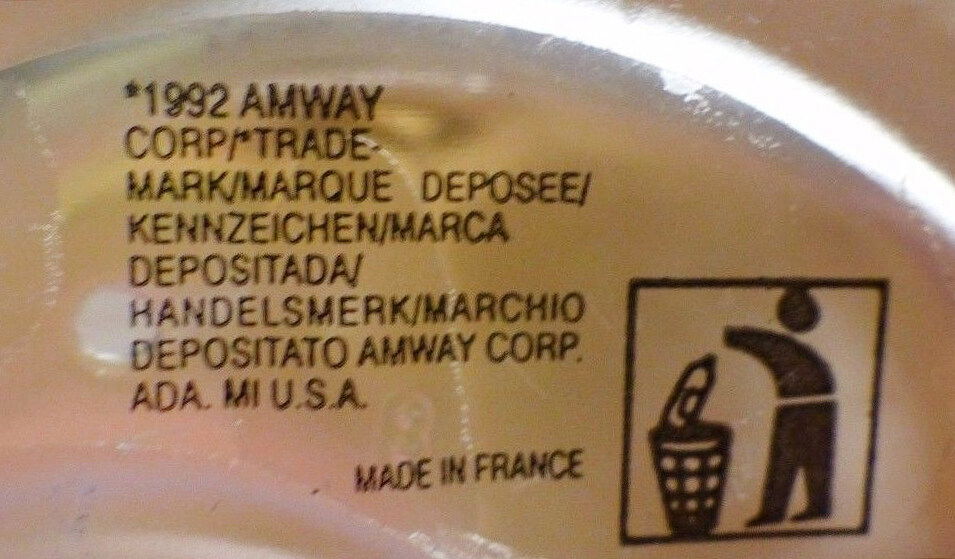 *1992 AMWAY
CORP/*TRADE-
MARK/MARQUE DEPOSEE/
KENNZEICHEN/MARCA
DEPOSITADA/
HANDELSMERK/MARCHIO
DEPOSITATO AMWAY CORP.
ADA. MI U.S.A.
MADE IN FRANCE